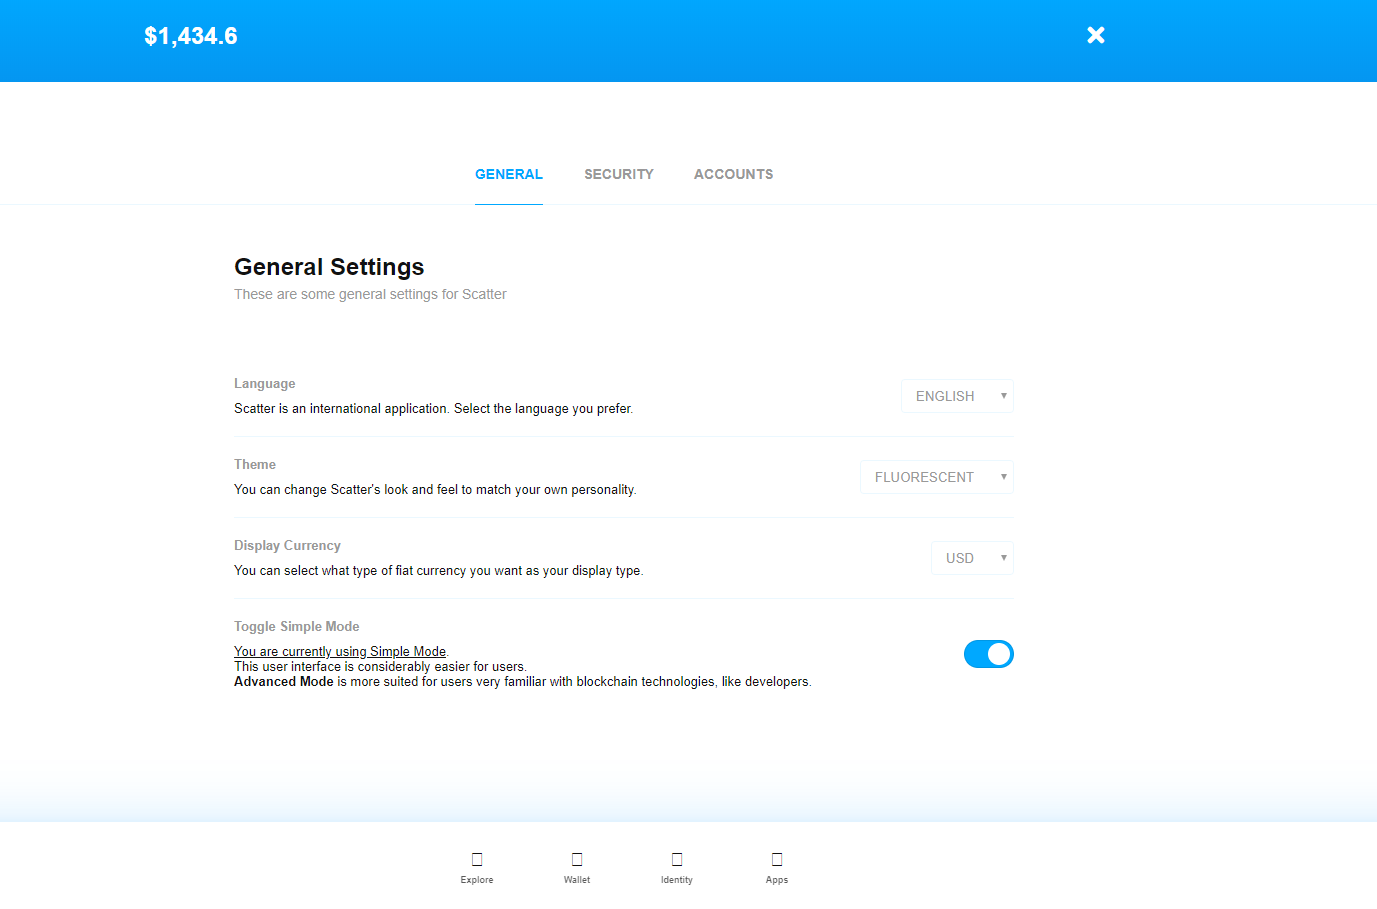 $1,434.6
GENERAL SECURITY ACCOUNTS
General Settings
These are some general settings for Scatter
Language
Scatter is an international application. Select the language you prefer.
ENGLISH
Theme
You can change Scatter's look and feel to match your own personality.
FLUORESCENT
Display Currency
You can select what type of fiat currency you want as your display type.
USD
Toggle Simple Mode
You are currently using Simple Mode.
This user interface is considerably easier for users.
Advanced Mode is more suited for users very familiar with blockchain technologies, like developers.
Explore Wallet Identity Apps